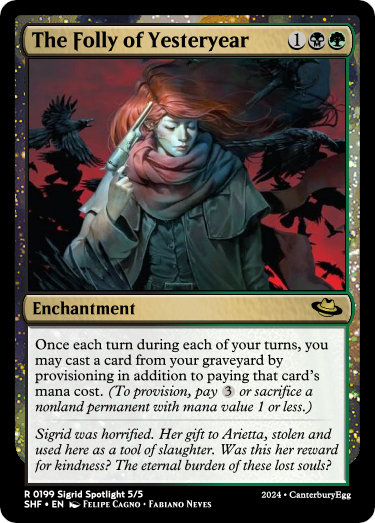 The Folly of Yesteryear 1
Enchantment
Once each turn during each of your turns, you
may cast a card from your graveyard by
provisioning in addition to paying that card's
mana cost. (To provision, pay 3 or sacrifice a
nonland permanent with mana value 1 or less.)
Sigrid was horrified. Her gift to Arietta, stolen and
used here as a tool of slaughter. Was this her reward
for kindness? The eternal burden of these lost souls?
R 0199 Sigrid Spotlight 5/5
SHF • EN Felipe Cagno • Fabiano Neves
2024 • CanterburyEgg